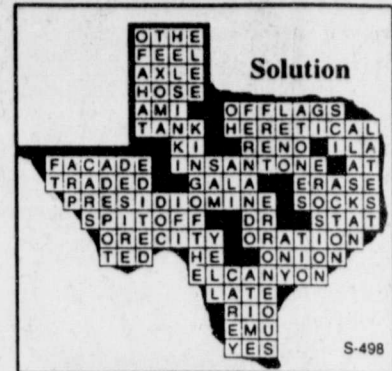 OTHE
FEEL
AXLE
HOSE
Solution
AMI OFFLAGS
TANK HERETICAL
KI RENO ILA
FACADE INSANTONE AT
TRADED GALA ERASE
PRESIDIOMINE SOCKS
SPITOFF DR STAT
ORECITY ORATION
TED HE ONION
ELCANYON
LATE
RIO
EMU
YES
S-498